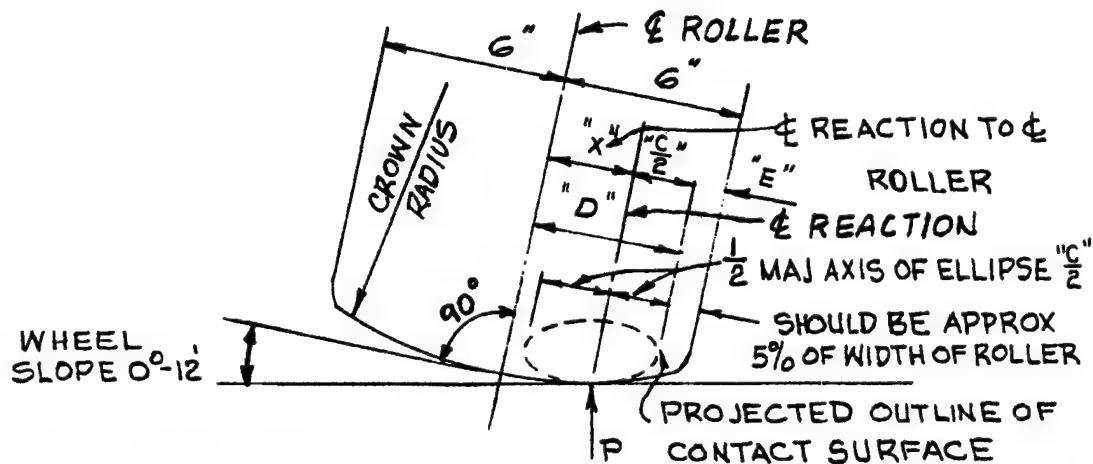 6"
℄ ROLLER
6"
CROWN
RADIUS
"X"
"C/2"
℄ REACTION TO ℄
ROLLER
"E"
"D"
℄ REACTION
1/2 MAJ AXIS OF ELLIPSE "C/2"
90°
SHOULD BE APPROX
5% OF WIDTH OF ROLLER
WHEEL
SLOPE 0°-12'
PROJECTED OUTLINE OF
CONTACT SURFACE
P